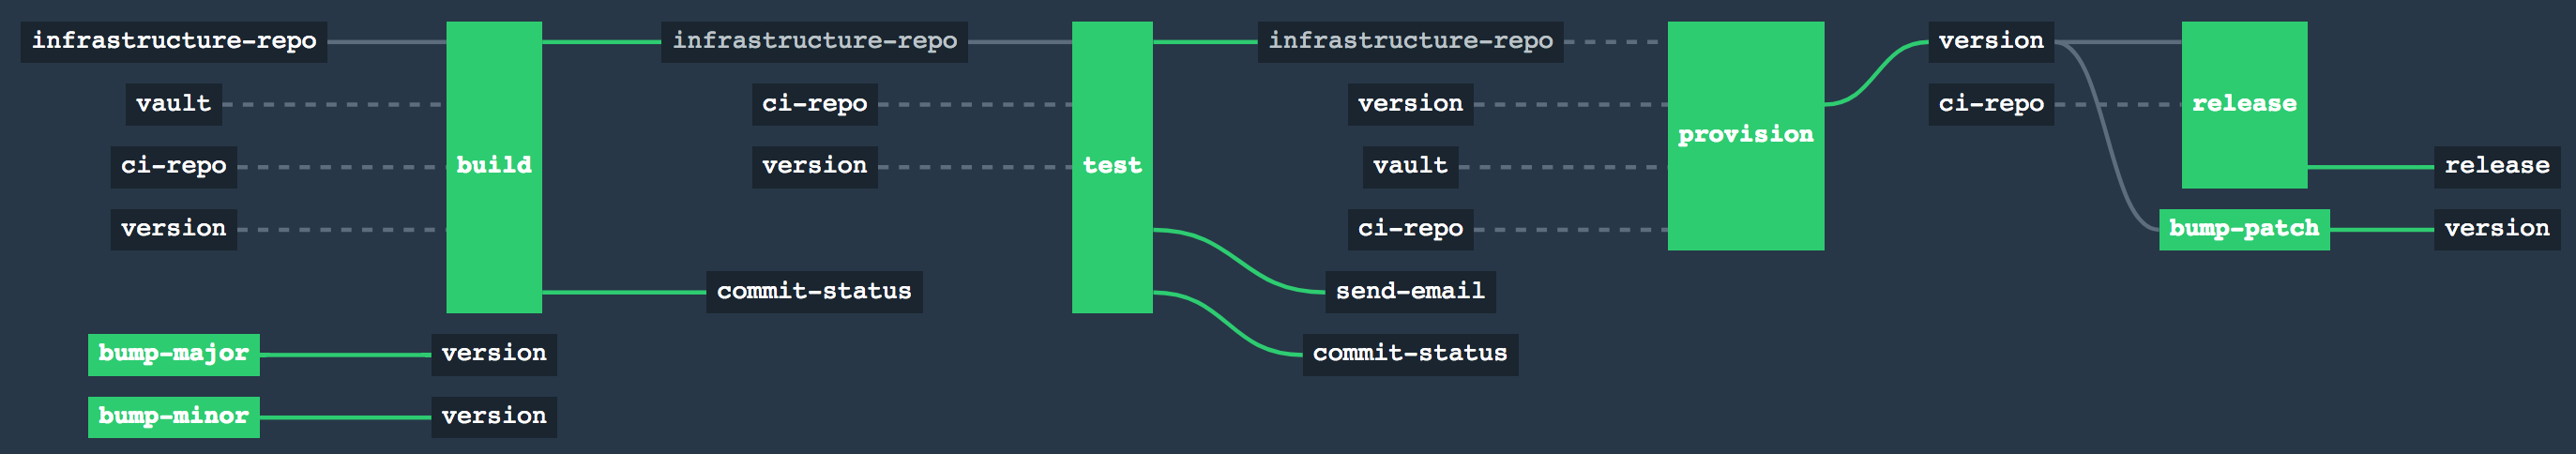 infrastructure-repo
vault
ci-repo
version
build
bump-major
version
bump-minor
version
infrastructure-repo
ci-repo
version
commit-status
test
infrastructure-repo
version
vault
ci-repo
send-email
commit-status
provision
version
ci-repo
release
bump-patch
release
version